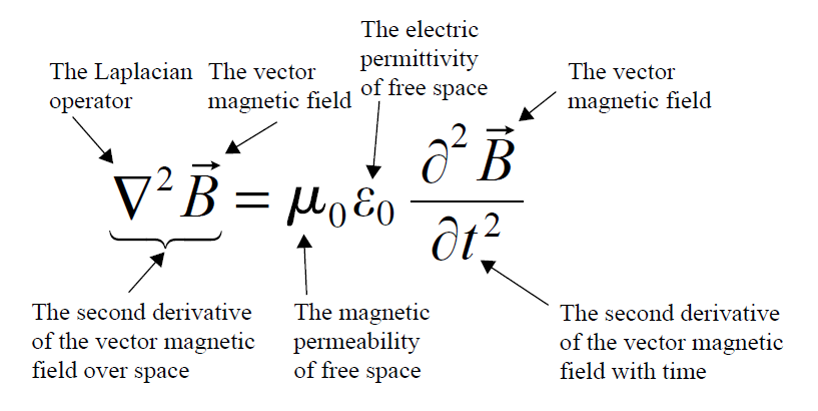 The electric
permittivity
of free space
The Laplacian
operator
The vector
magnetic field
The vector
magnetic field
∇² B⃗ = μ₀ε₀ ∂² B⃗ / ∂t²
The second derivative
of the vector magnetic
field over space
The magnetic
permeability
of free space
The second derivative
of the vector magnetic
field with time